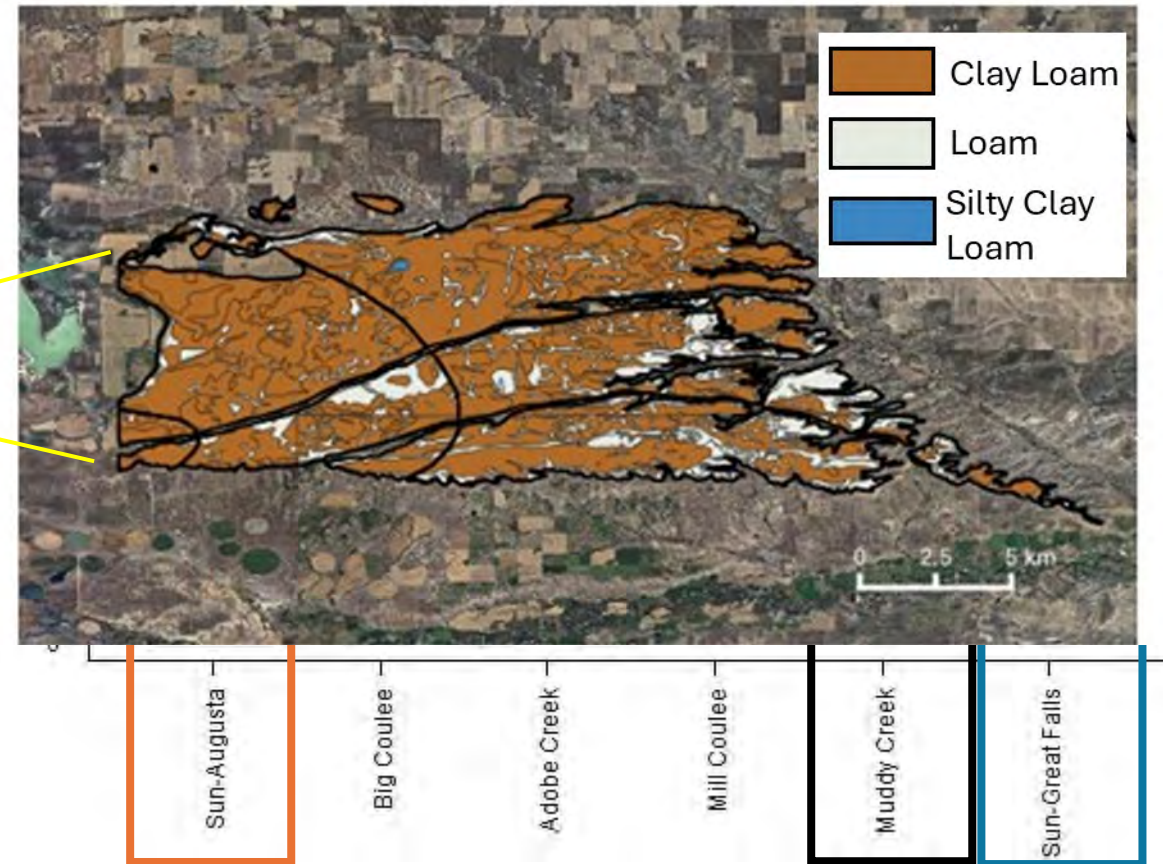 Clay Loam
Loam
Silty Clay
Loam
0 2.5 5 km
Sun-Augusta
Big Coulee
Adobe Creek
Mill Coulee
Muddy Creek
Sun-Great Falls